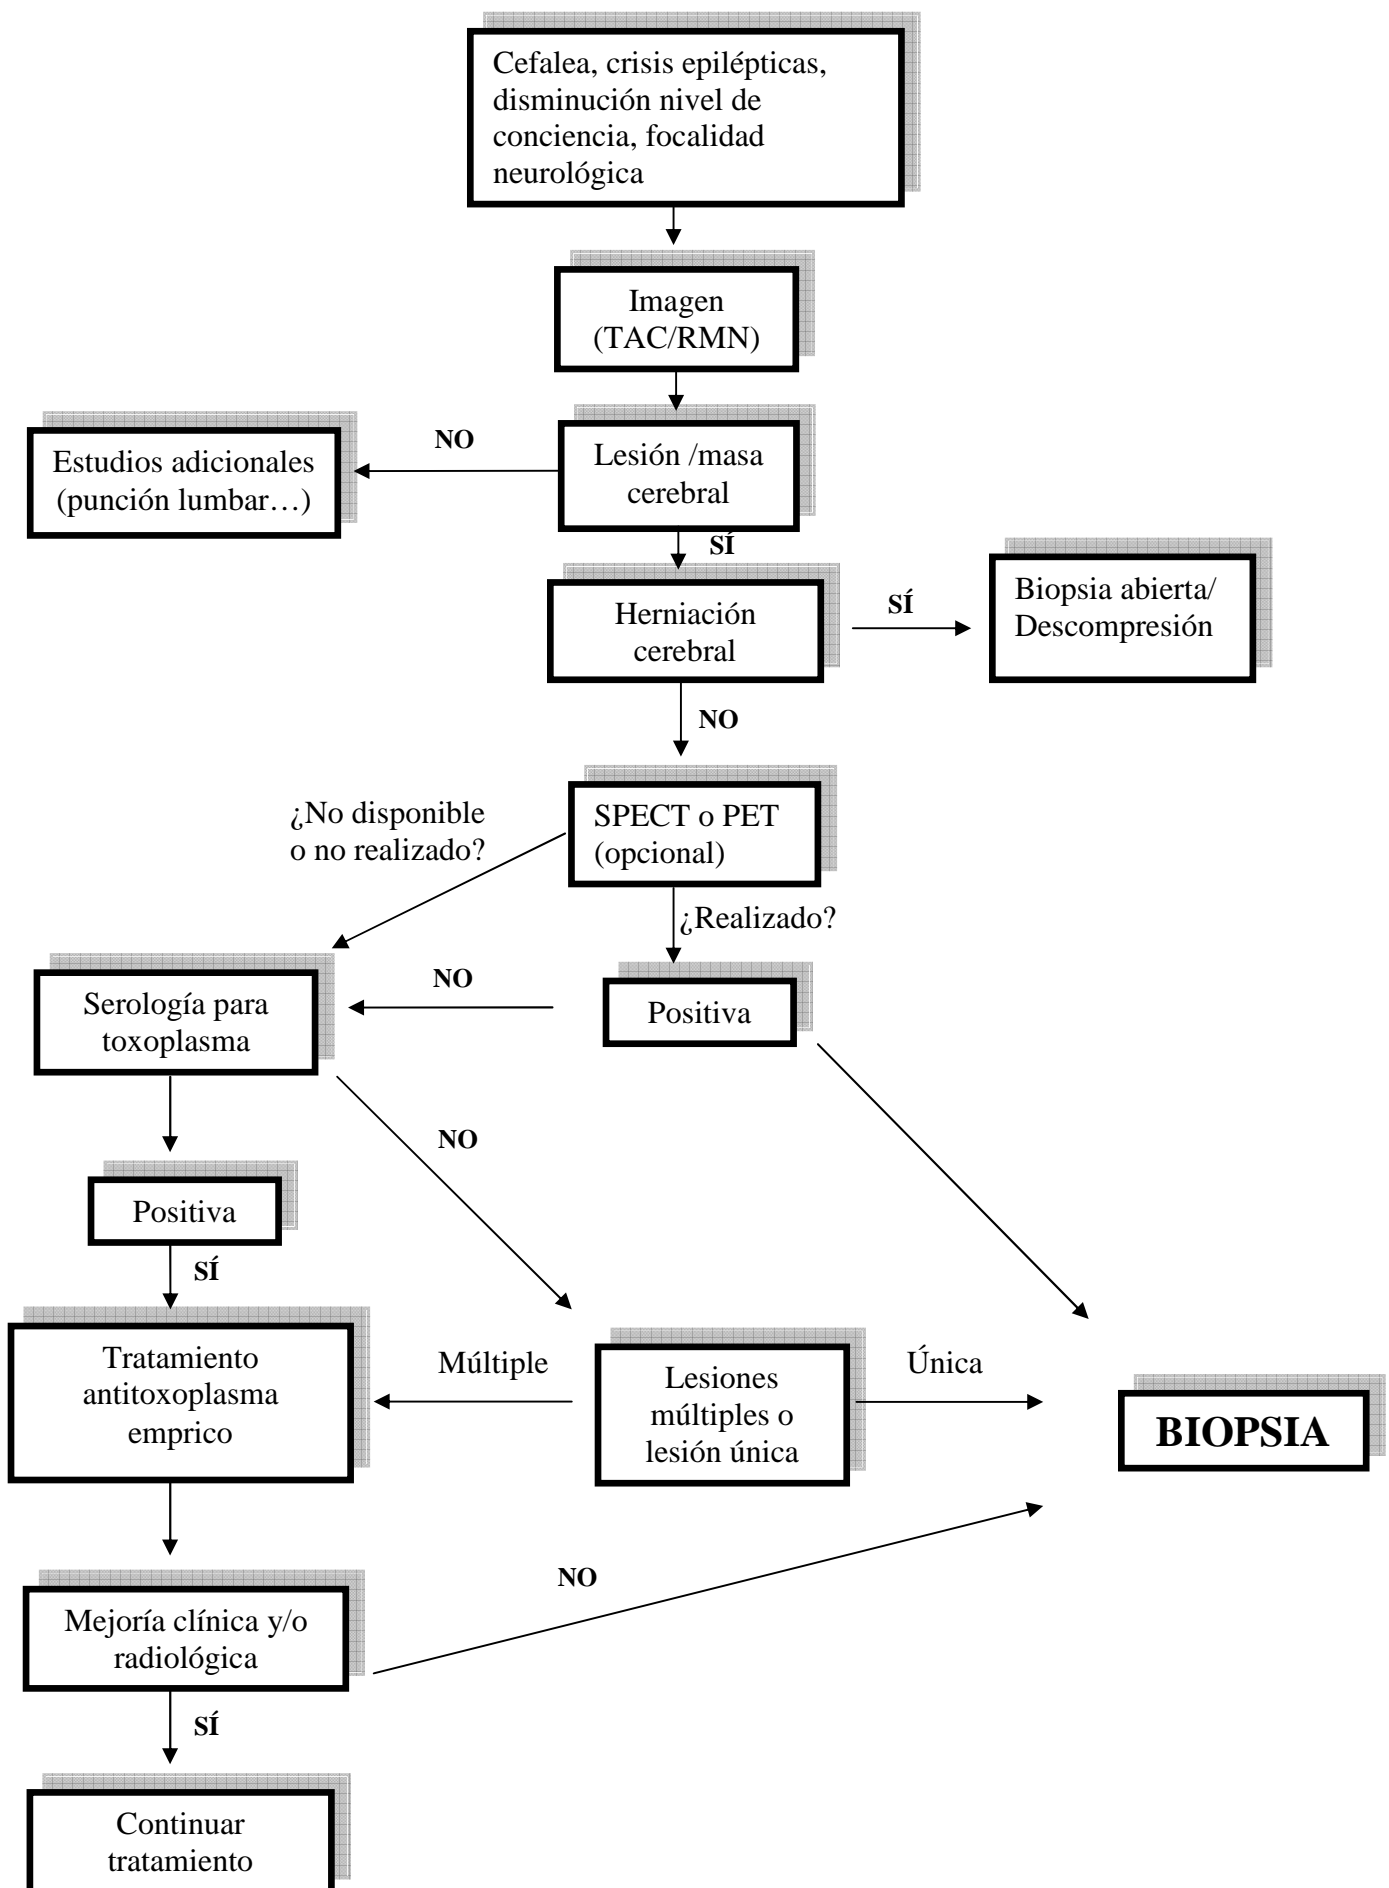 Cefalea, crisis epilépticas,
disminución nivel de
conciencia, focalidad
neurológica
Imagen
(TAC/RMN)
NO
Estudios adicionales
(punción lumbar…)
Lesión /masa
cerebral
SÍ
Herniación
cerebral
SÍ
Biopsia abierta/
Descompresión
NO
¿No disponible
o no realizado?
SPECT o PET
(opcional)
¿Realizado?
Serología para
toxoplasma
NO
Positiva
NO
Positiva
SÍ
Tratamiento
antitoxoplasma
emprico
Múltiple
Lesiones
múltiples o
lesión única
Única
BIOPSIA
NO
Mejoría clínica y/o
radiológica
SÍ
Continuar
tratamiento